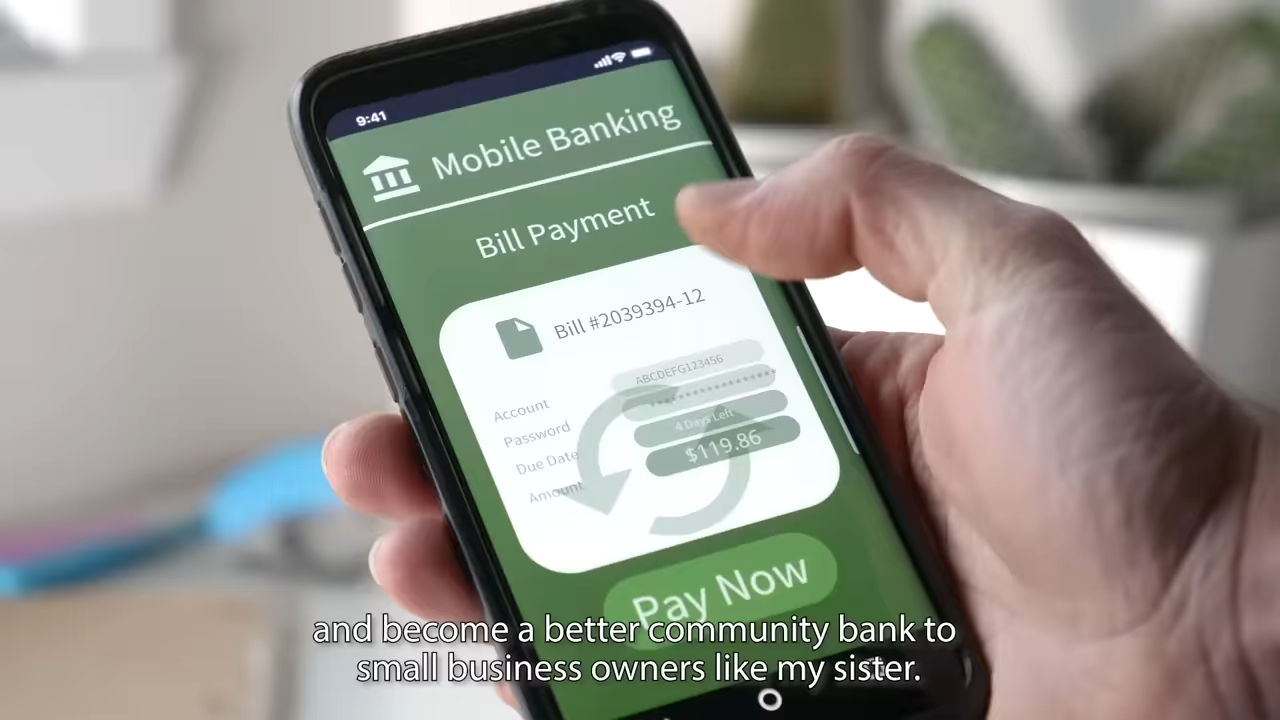 9:41
Mobile Banking
Bill Payment
Bill #2039394-12
Account ABCDEFG123456
Password ******************
Due Date 4 Days Left
Amount $119.86
Pay Now
and become a better community bank to
small business owners like my sister.